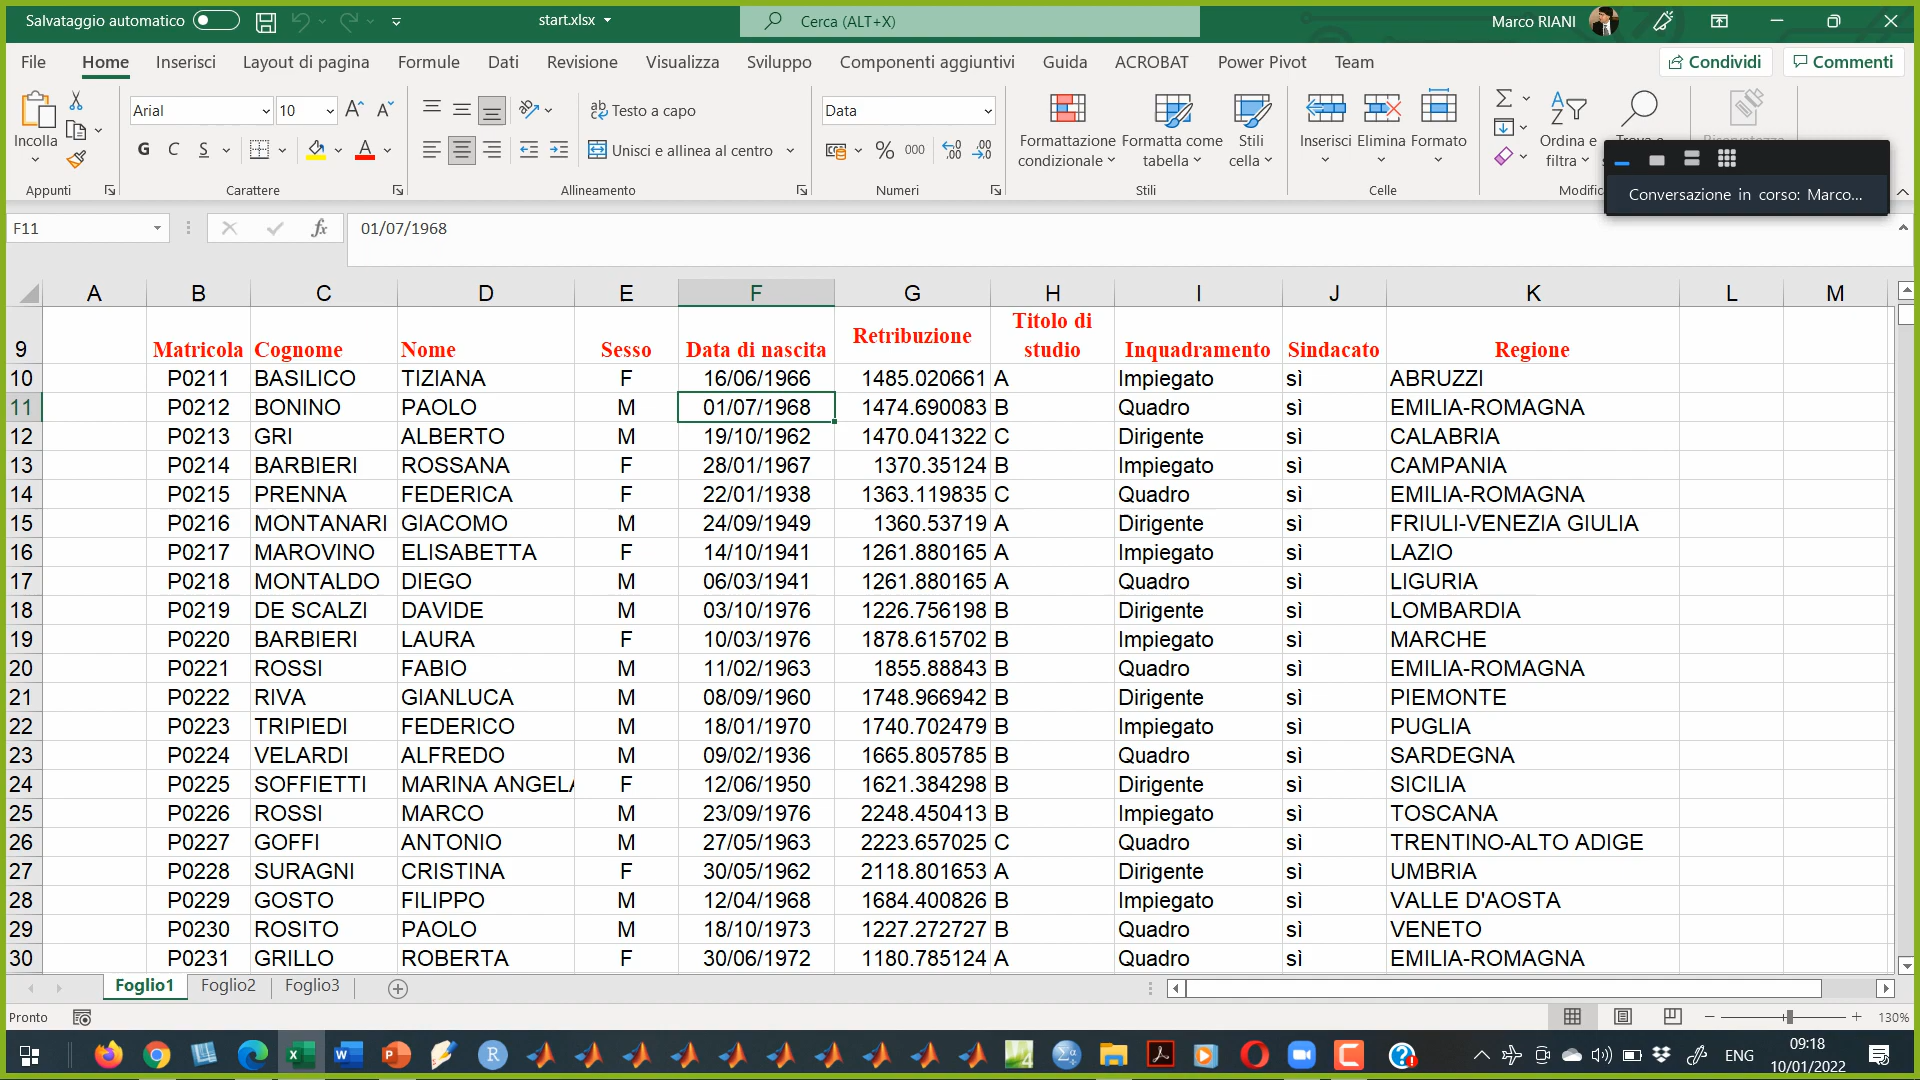 Salvataggio automatico start.xlsx Cerca (ALT+X) Marco RIANI
File Home Inserisci Layout di pagina Formule Dati Revisione Visualizza Sviluppo Componenti aggiuntivi Guida ACROBAT Power Pivot Team Condividi Commenti
Incolla Arial 10 Testo a capo Data Formattazione condizionale Formatta come tabella Stili cella Inserisci Elimina Formato Ordina e filtra
G C S Unisci e allinea al centro % 000
Appunti Carattere Allineamento Numeri Stili Celle
Conversazione in corso: Marco...
F11 fx 01/07/1968
A B C D E F G H I J K L M
9 Matricola Cognome Nome Sesso Data di nascita Retribuzione Titolo di studio Inquadramento Sindacato Regione
10 P0211 BASILICO TIZIANA F 16/06/1966 1485.020661 A Impiegato sì ABRUZZI
11 P0212 BONINO PAOLO M 01/07/1968 1474.690083 B Quadro sì EMILIA-ROMAGNA
12 P0213 GRI ALBERTO M 19/10/1962 1470.041322 C Dirigente sì CALABRIA
13 P0214 BARBIERI ROSSANA F 28/01/1967 1370.35124 B Impiegato sì CAMPANIA
14 P0215 PRENNA FEDERICA F 22/01/1938 1363.119835 C Quadro sì EMILIA-ROMAGNA
15 P0216 MONTANARI GIACOMO M 24/09/1949 1360.53719 A Dirigente sì FRIULI-VENEZIA GIULIA
16 P0217 MAROVINO ELISABETTA F 14/10/1941 1261.880165 A Impiegato sì LAZIO
17 P0218 MONTALDO DIEGO M 06/03/1941 1261.880165 A Quadro sì LIGURIA
18 P0219 DE SCALZI DAVIDE M 03/10/1976 1226.756198 B Dirigente sì LOMBARDIA
19 P0220 BARBIERI LAURA F 10/03/1976 1878.615702 B Impiegato sì MARCHE
20 P0221 ROSSI FABIO M 11/02/1963 1855.88843 B Quadro sì EMILIA-ROMAGNA
21 P0222 RIVA GIANLUCA M 08/09/1960 1748.966942 B Dirigente sì PIEMONTE
22 P0223 TRIPIEDI FEDERICO M 18/01/1970 1740.702479 B Impiegato sì PUGLIA
23 P0224 VELARDI ALFREDO M 09/02/1936 1665.805785 B Quadro sì SARDEGNA
24 P0225 SOFFIETTI MARINA ANGELA F 12/06/1950 1621.384298 B Dirigente sì SICILIA
25 P0226 ROSSI MARCO M 23/09/1976 2248.450413 B Impiegato sì TOSCANA
26 P0227 GOFFI ANTONIO M 27/05/1963 2223.657025 C Quadro sì TRENTINO-ALTO ADIGE
27 P0228 SURAGNI CRISTINA F 30/05/1962 2118.801653 A Dirigente sì UMBRIA
28 P0229 GOSTO FILIPPO M 12/04/1968 1684.400826 B Impiegato sì VALLE D'AOSTA
29 P0230 ROSITO PAOLO M 18/10/1973 1227.272727 B Quadro sì VENETO
30 P0231 GRILLO ROBERTA F 30/06/1972 1180.785124 A Quadro sì EMILIA-ROMAGNA
Foglio1 Foglio2 Foglio3
Pronto 130%
ENG 09:18
10/01/2022